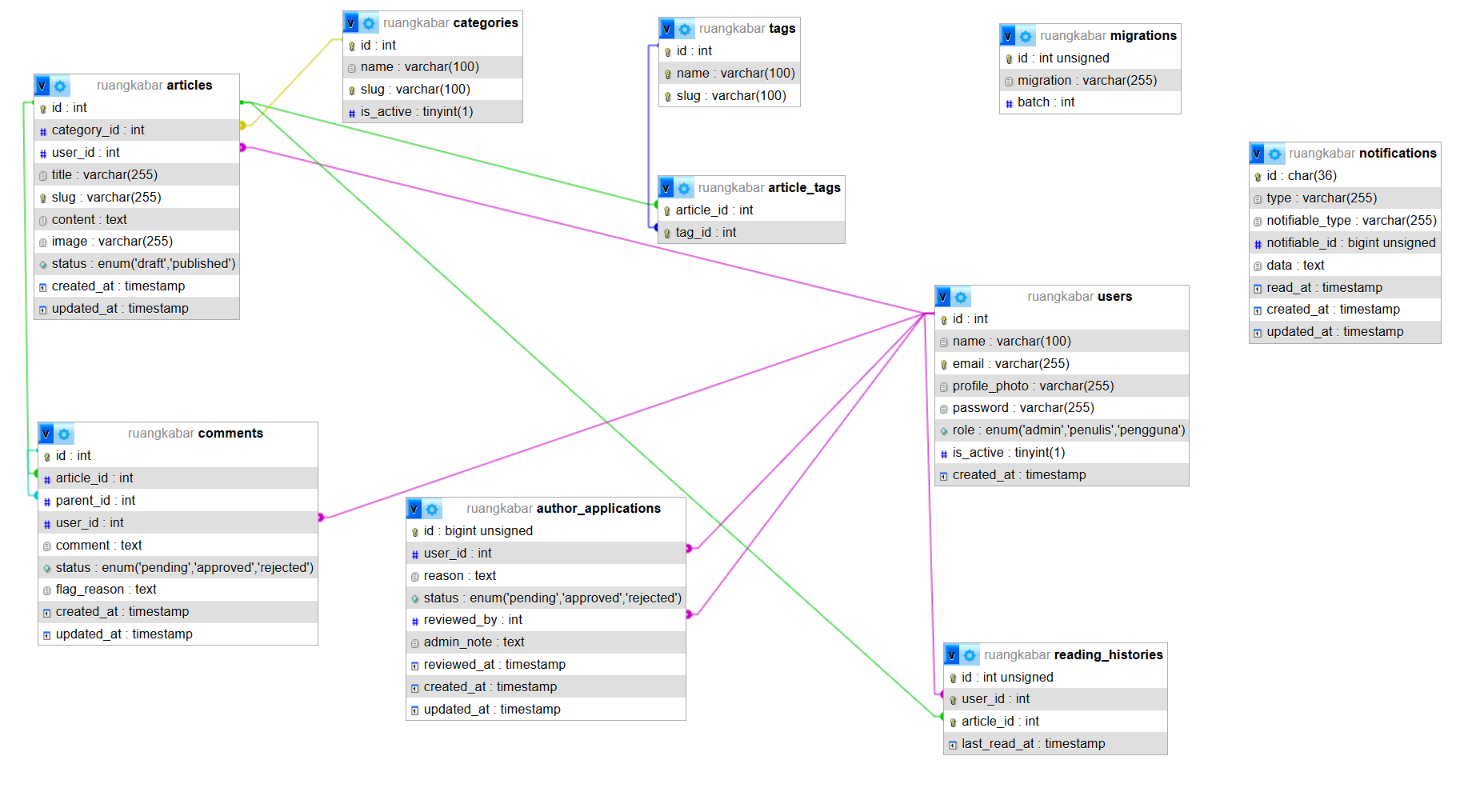 V ruangkabar categories
id : int
name : varchar(100)
slug : varchar(100)
is_active : tinyint(1)
V ruangkabar tags
id : int
name : varchar(100)
slug : varchar(100)
V ruangkabar migrations
id : int unsigned
migration : varchar(255)
# batch : int
V ruangkabar articles
id : int
# category_id : int
# user_id : int
title : varchar(255)
slug : varchar(255)
content : text
image : varchar(255)
status : enum('draft','published')
created_at : timestamp
updated_at : timestamp
V ruangkabar article_tags
article_id : int
tag_id : int
V ruangkabar notifications
id : char(36)
type : varchar(255)
notifiable_type : varchar(255)
# notifiable_id : bigint unsigned
data : text
read_at : timestamp
created_at : timestamp
updated_at : timestamp
V ruangkabar users
id : int
name : varchar(100)
email : varchar(255)
profile_photo : varchar(255)
password : varchar(255)
role : enum('admin','penulis','pengguna')
# is_active : tinyint(1)
created_at : timestamp
V ruangkabar comments
id : int
# article_id : int
# parent_id : int
# user_id : int
comment : text
status : enum('pending','approved','rejected')
flag_reason : text
created_at : timestamp
updated_at : timestamp
V ruangkabar author_applications
id : bigint unsigned
# user_id : int
reason : text
status : enum('pending','approved','rejected')
# reviewed_by : int
admin_note : text
reviewed_at : timestamp
created_at : timestamp
updated_at : timestamp
V ruangkabar reading_histories
id : int unsigned
user_id : int
article_id : int
last_read_at : timestamp